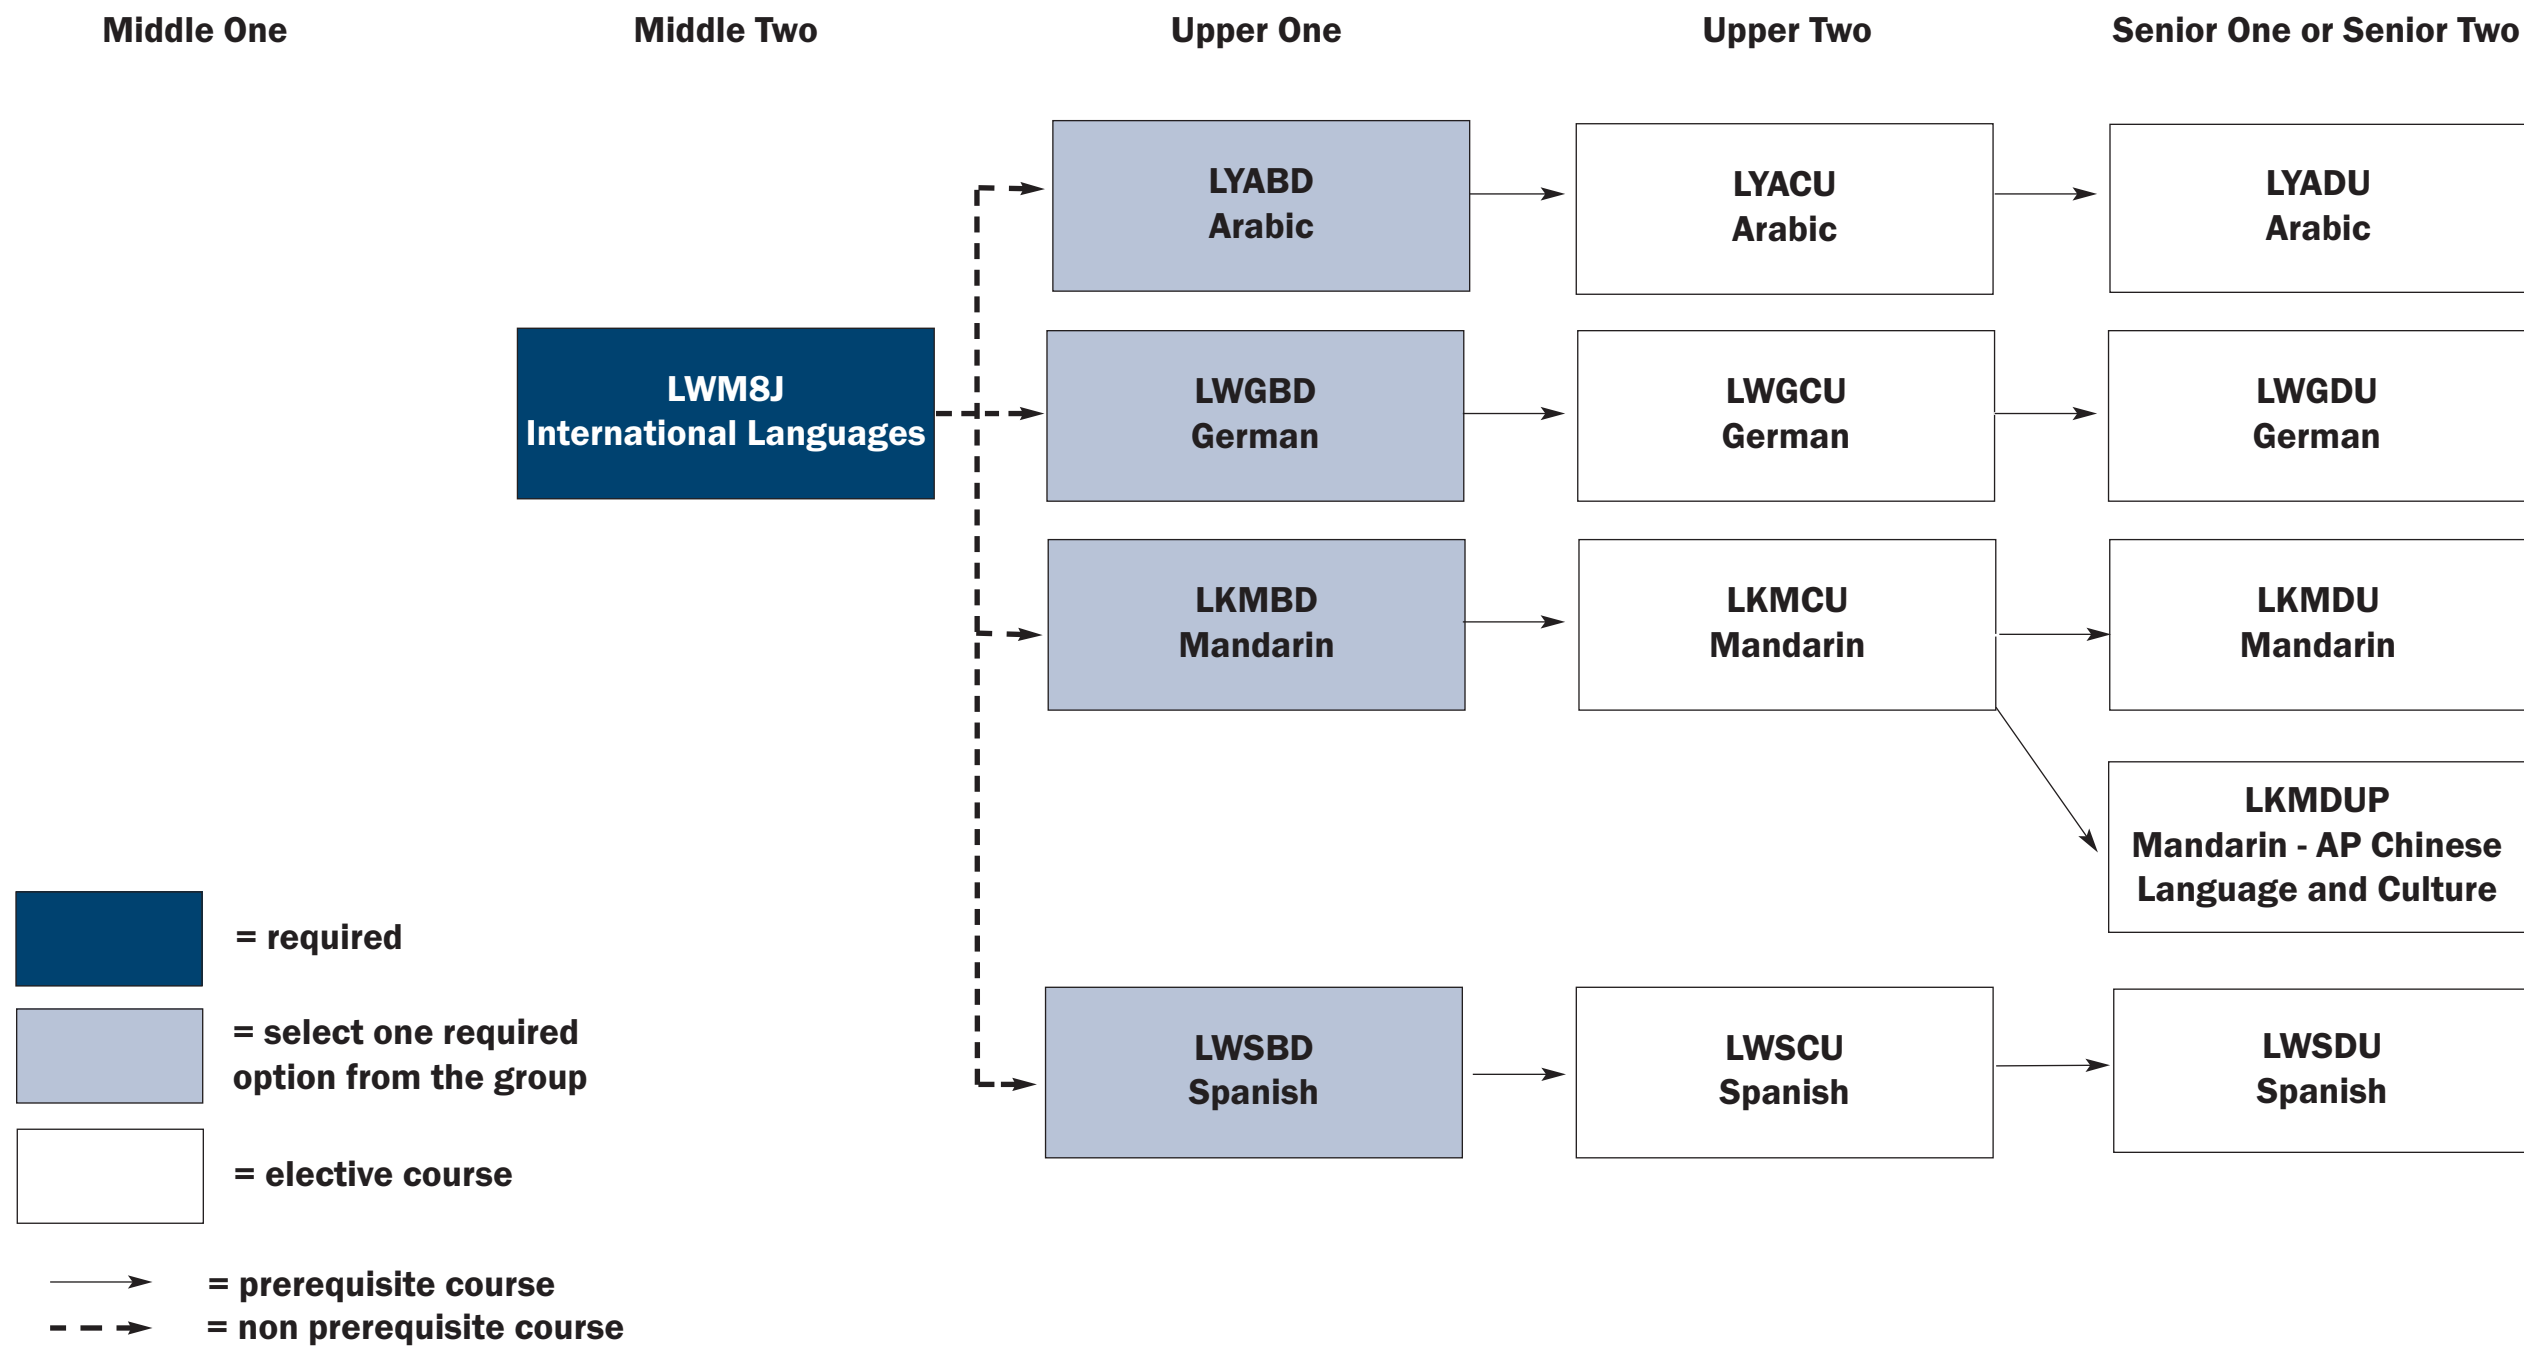 Middle One
Middle Two
Upper One
Upper Two
Senior One or Senior Two
LYABD
Arabic
LYACU
Arabic
LYADU
Arabic
LWM8J
International Languages
LWGBD
German
LWGCU
German
LWGDU
German
LKMBD
Mandarin
LKMCU
Mandarin
LKMDU
Mandarin
LKMDUP
Mandarin - AP Chinese
Language and Culture
LWSBD
Spanish
LWSCU
Spanish
LWSDU
Spanish
= required
= select one required
option from the group
= elective course
= prerequisite course
= non prerequisite course